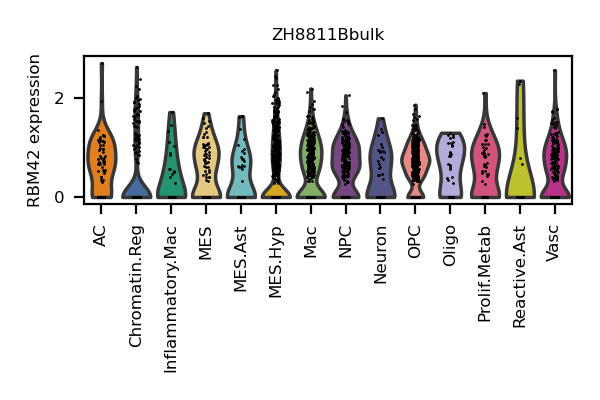 ZH8811Bbulk
RBM42 expression
2
0
AC
Chromatin.Reg
Inflammatory.Mac
MES
MES.Ast
MES.Hyp
Mac
NPC
Neuron
OPC
Oligo
Prolif.Metab
Reactive.Ast
Vasc